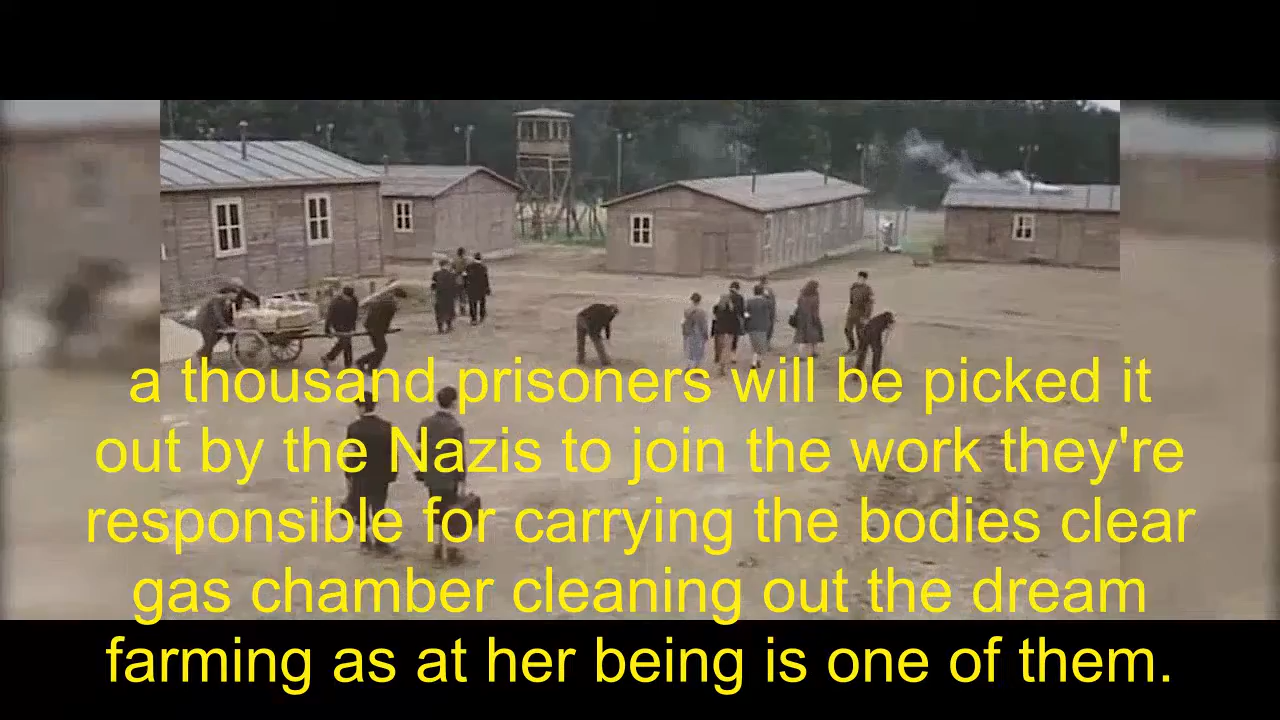 a thousand prisoners will be picked it
out by the Nazis to join the work they're
responsible for carrying the bodies clear
gas chamber cleaning out the dream
farming as at her being is one of them.